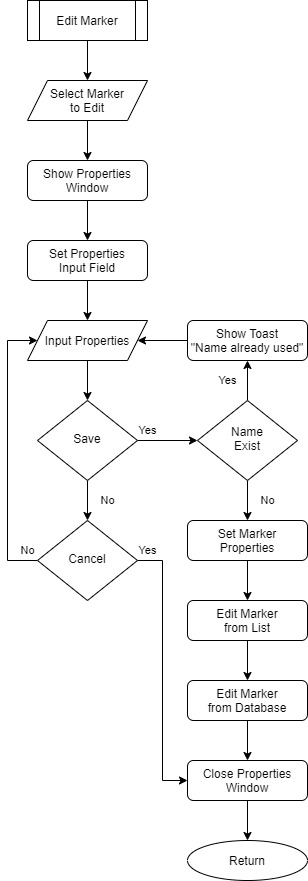 Edit Marker
Select Marker
to Edit
Show Properties
Window
Set Properties
Input Field
Input Properties
Show Toast
"Name already used"
Yes
Save
Yes
Name
Exist
No
No
No
Cancel
Yes
Set Marker
Properties
Edit Marker
from List
Edit Marker
from Database
Close Properties
Window
Return